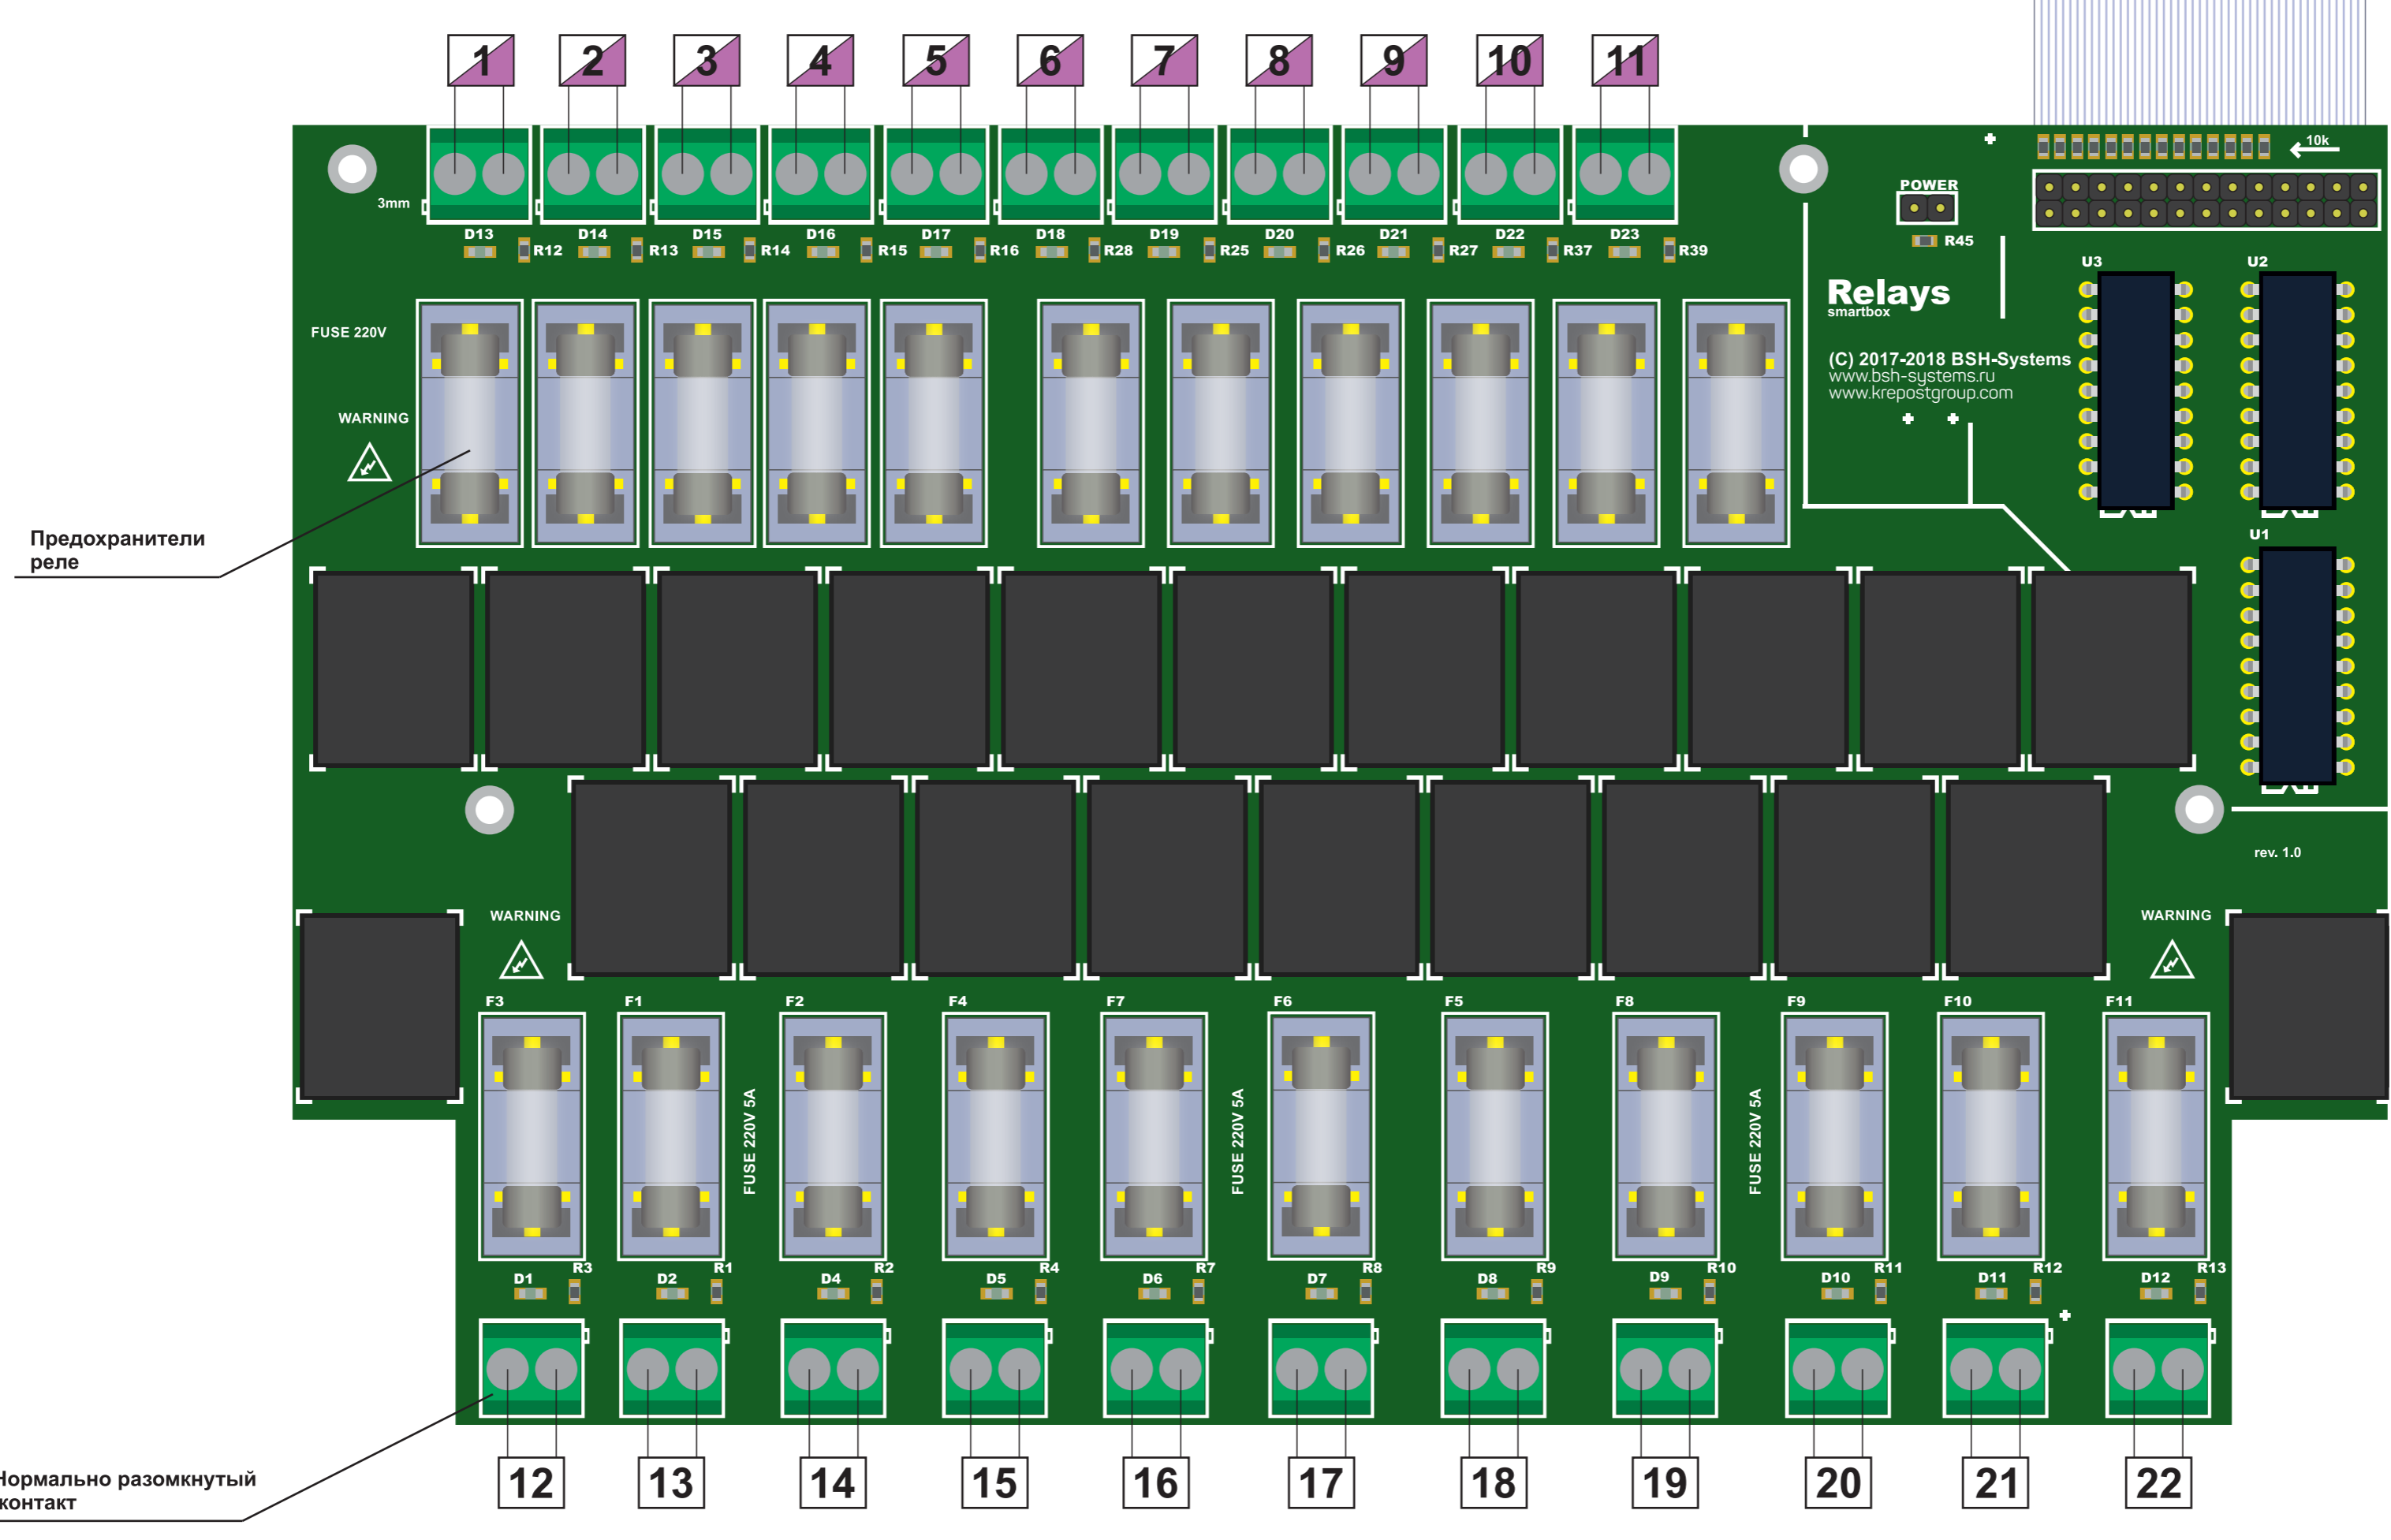 1 2 3 4 5 6 7 8 9 10 11
10k
POWER
3mm
D13 D14 D15 D16 D17 D18 D19 D20 D21 D22 D23
R12 R13 R14 R15 R16 R28 R25 R26 R27 R37 R39
R45
U3 U2
Relays
smartbox
FUSE 220V
(C) 2017-2018 BSH-Systems
www.bsh-systems.ru
www.krepostgroup.com
WARNING
Предохранители
реле
U1
rev. 1.0
WARNING WARNING
F3 F1 F2 F4 F7 F6 F5 F8 F9 F10 F11
FUSE 220V 5A FUSE 220V 5A FUSE 220V 5A
R3 R1 R2 R4 R7 R8 R9 R10 R11 R12 R13
D1 D2 D4 D5 D6 D7 D8 D9 D10 D11 D12
12 13 14 15 16 17 18 19 20 21 22
Нормально разомкнутый
контакт